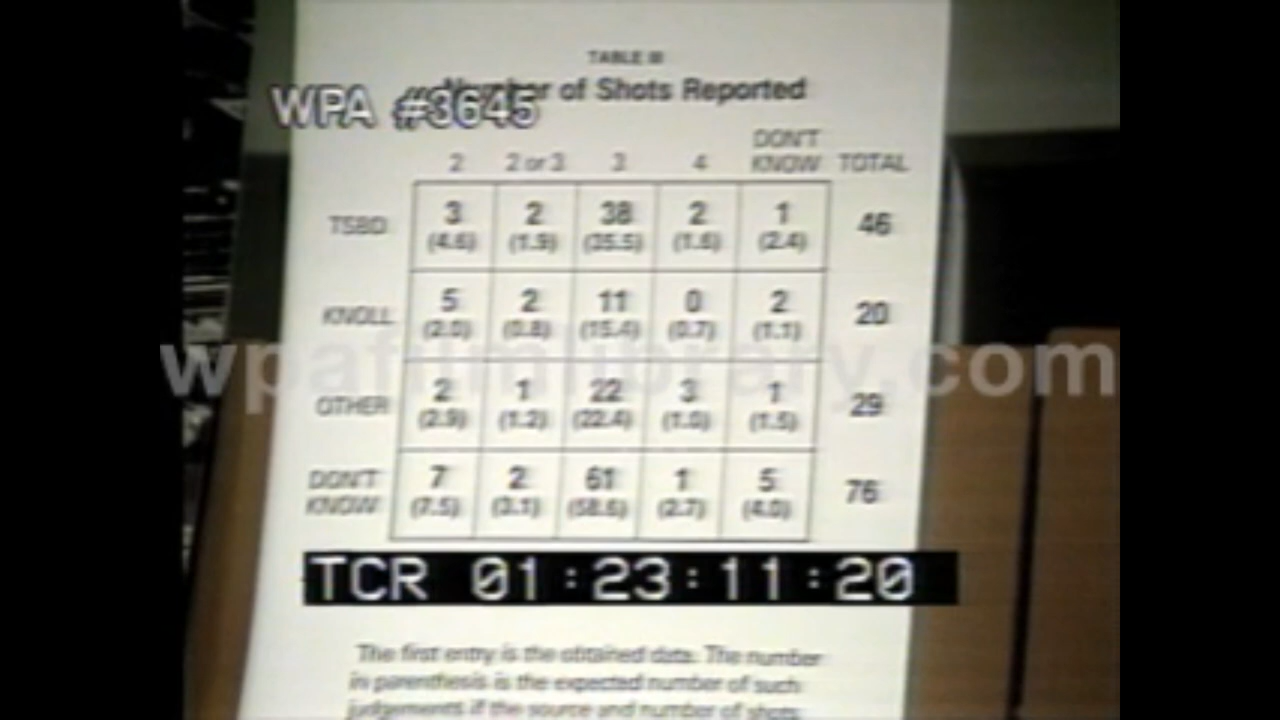 TABLE III
Number of Shots Reported
WPA #3645
2 2 or 3 3 4 DON'T KNOW TOTAL
TSBD 3 2 38 2 1 46
(4.6) (1.9) (35.5) (1.6) (2.4)
KNOLL 5 2 11 0 2 20
(2.0) (0.8) (15.4) (0.7) (1.1)
wpafilmlibrary.com
OTHER 2 1 22 3 1 29
(2.9) (1.2) (22.4) (1.0) (1.5)
DON'T KNOW 7 2 61 1 5 76
(7.5) (3.1) (58.6) (2.7) (4.0)
TCR 01:23:11:20
The first entry is the obtained data. The number
in parenthesis is the expected number of such
judgements if the source and number of shots